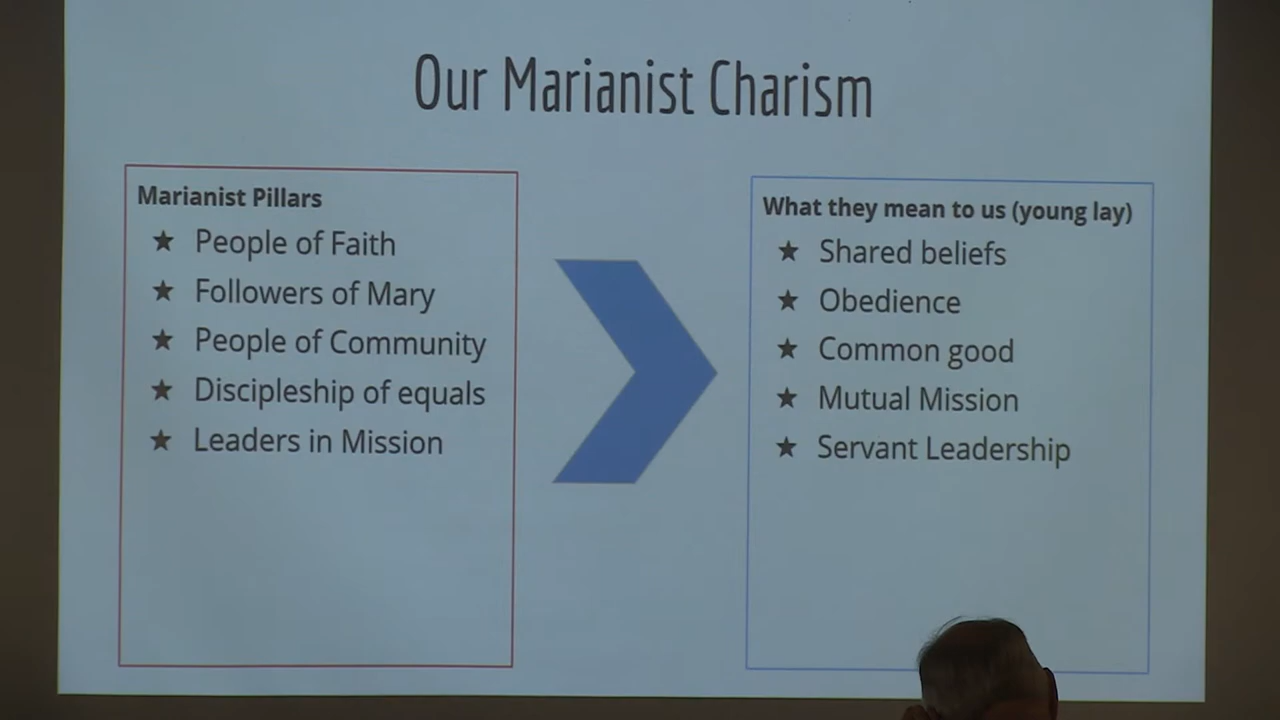 Our Marianist Charism
Marianist Pillars
★ People of Faith
★ Followers of Mary
★ People of Community
★ Discipleship of equals
★ Leaders in Mission
What they mean to us (young lay)
★ Shared beliefs
★ Obedience
★ Common good
★ Mutual Mission
★ Servant Leadership